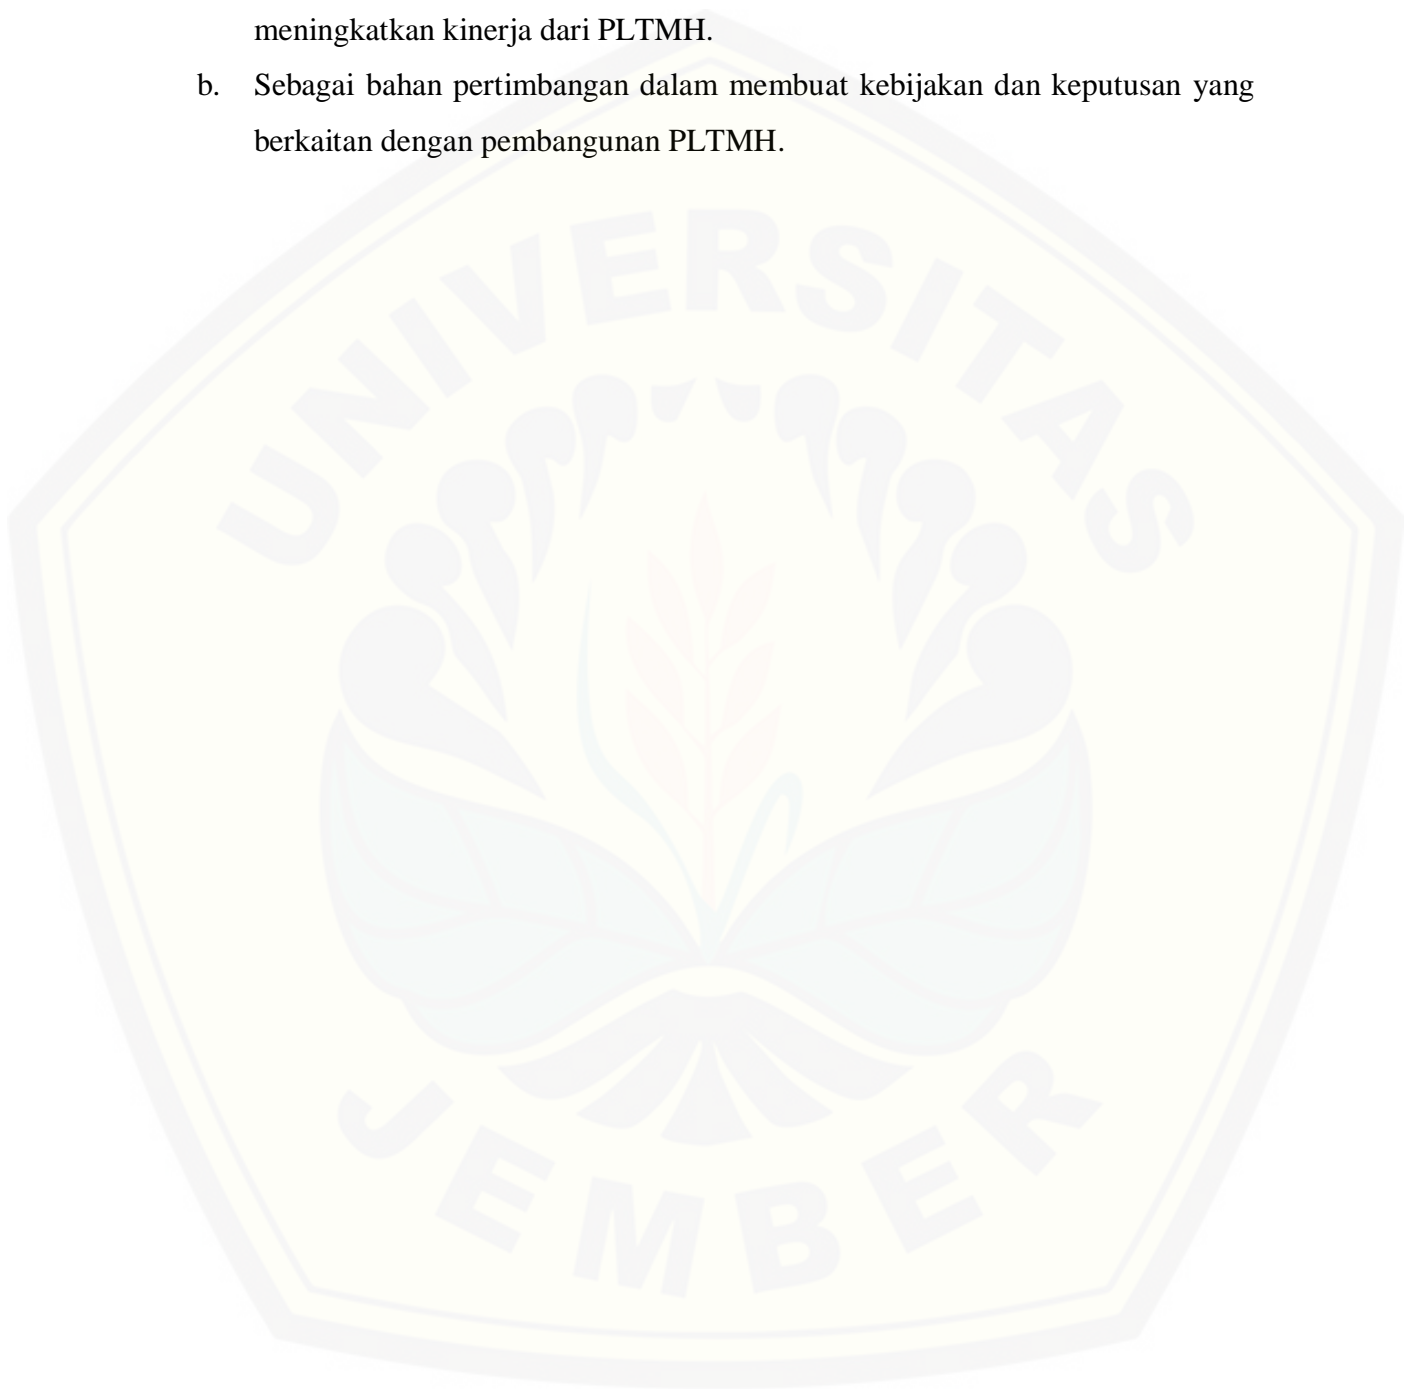 meningkatkan kinerja dari PLTMH.
b. Sebagai bahan pertimbangan dalam membuat kebijakan dan keputusan yang
berkaitan dengan pembangunan PLTMH.
UNIVERSITAS
JEMBER